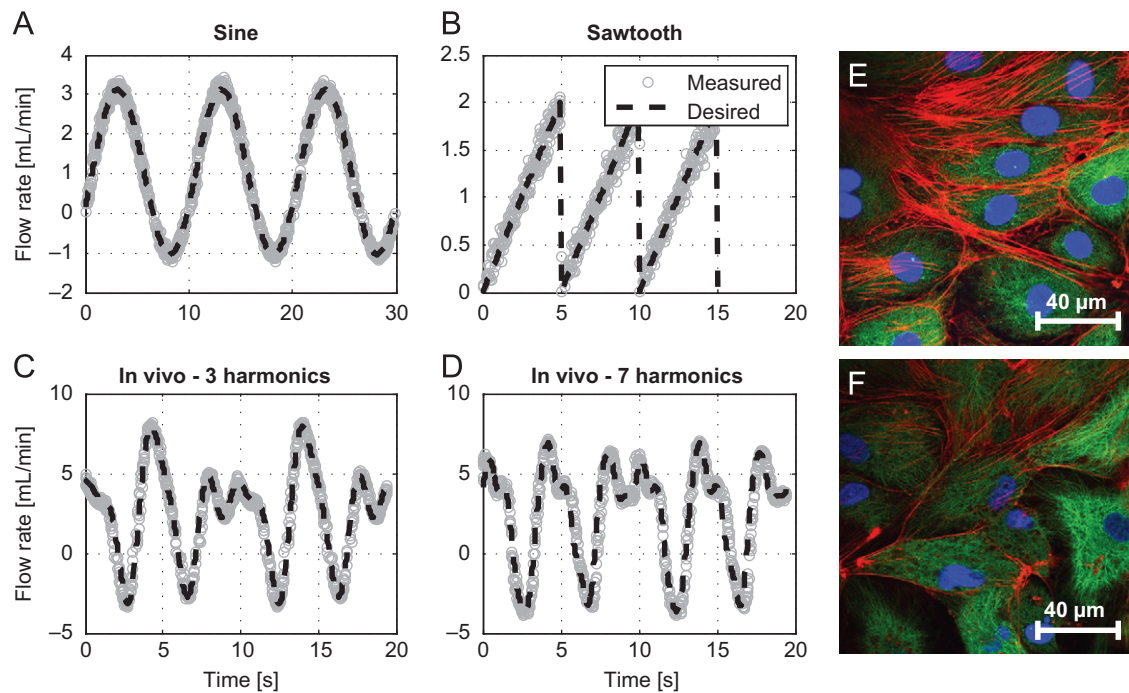 A
Sine
Flow rate [mL/min]
4
3
2
1
0
−1
−2
0
10
20
30
B
Sawtooth
Measured
Desired
2.5
2
1.5
1
0.5
0
0
5
10
15
20
C
In vivo - 3 harmonics
Flow rate [mL/min]
10
5
0
−5
0
5
10
15
20
Time [s]
D
In vivo - 7 harmonics
10
5
0
−5
0
5
10
15
20
Time [s]
E
40 µm
F
40 µm